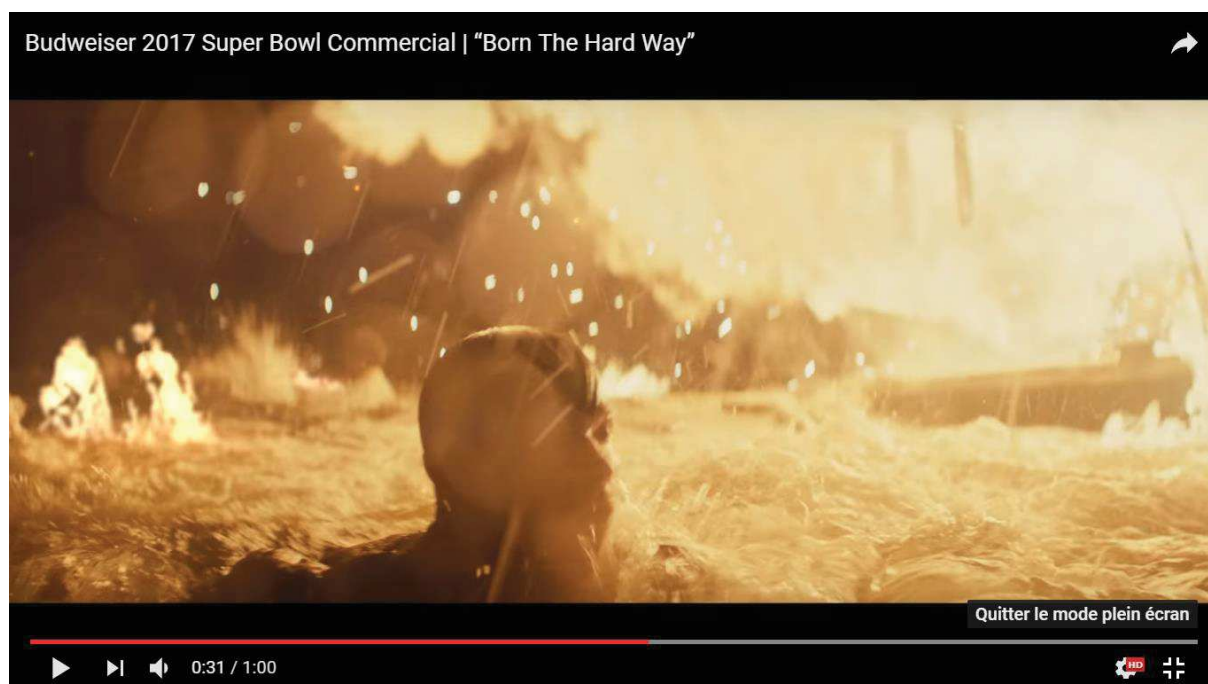 Budweiser 2017 Super Bowl Commercial | “Born The Hard Way”
Quitter le mode plein écran
0:31 / 1:00
HD